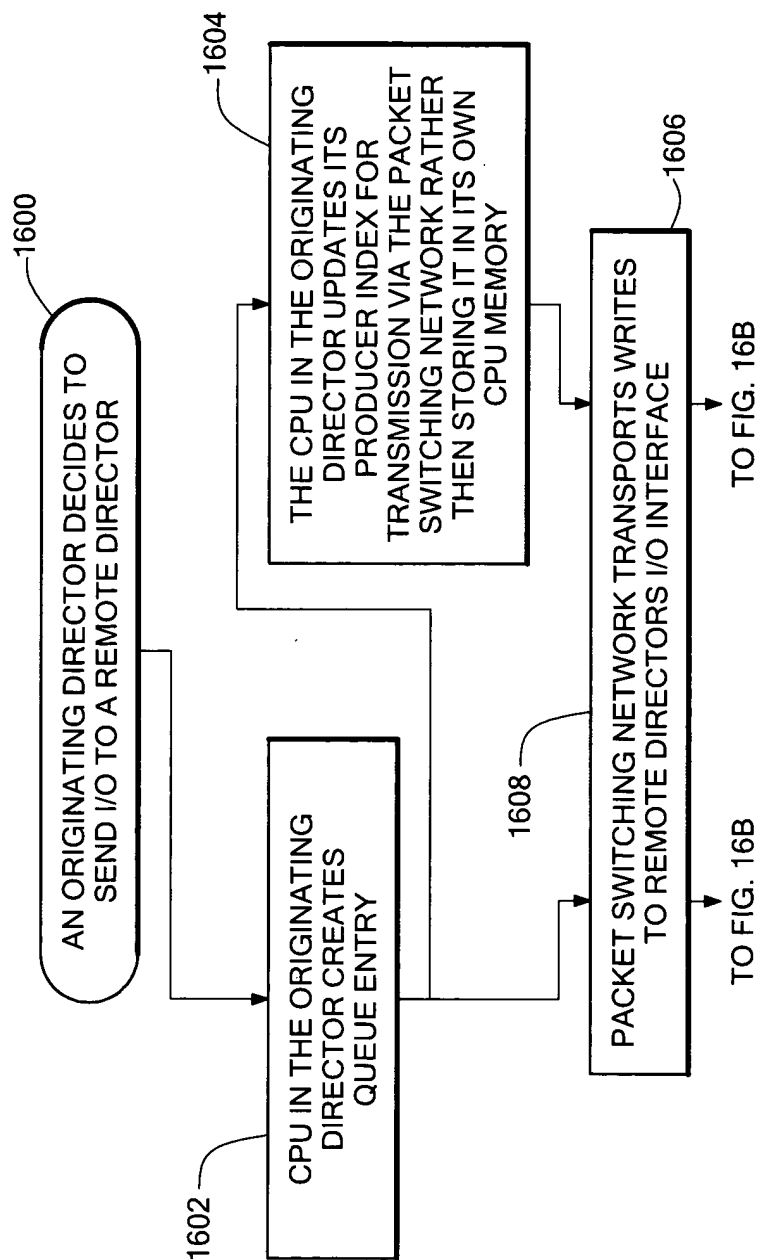 1600
AN ORIGINATING DIRECTOR DECIDES TO
SEND I/O TO A REMOTE DIRECTOR
1602
CPU IN THE ORIGINATING
DIRECTOR CREATES
QUEUE ENTRY
1604
THE CPU IN THE ORIGINATING
DIRECTOR UPDATES ITS
PRODUCER INDEX FOR
TRANSMISSION VIA THE PACKET
SWITCHING NETWORK RATHER
THEN STORING IT IN ITS OWN
CPU MEMORY
1608
1606
PACKET SWITCHING NETWORK TRANSPORTS WRITES
TO REMOTE DIRECTORS I/O INTERFACE
TO FIG. 16B
TO FIG. 16B